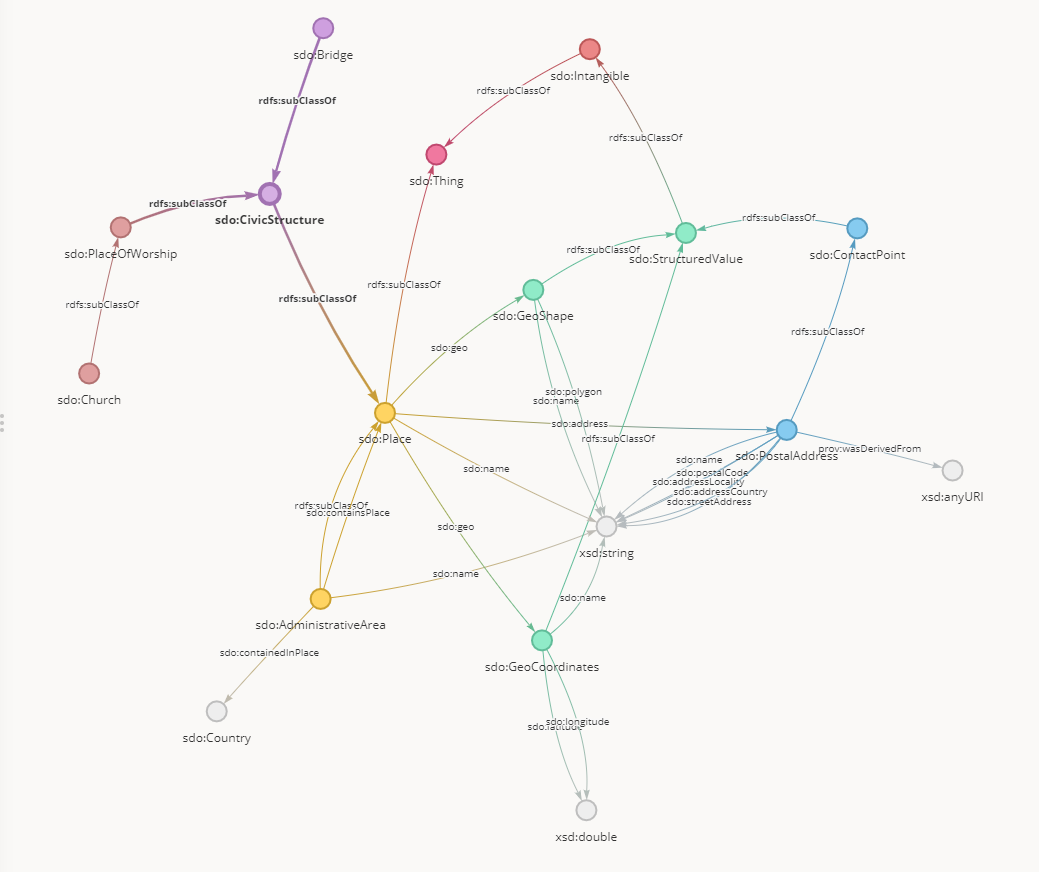 sdo:Bridge
sdo:Intangible
rdfs:subClassOf
rdfs:subClassOf
rdfs:subClassOf
sdo:Thing
rdfs:subClassOf
sdo:CivicStructure
rdfs:subClassOf
sdo:PlaceOfWorship
rdfs:subClassOf
sdo:StructuredValue
sdo:ContactPoint
rdfs:subClassOf
rdfs:subClassOf
rdfs:subClassOf
rdfs:subClassOf
sdo:GeoShape
rdfs:subClassOf
sdo:geo
sdo:polygon
sdo:name
sdo:Church
sdo:address
sdo:Place
rdfs:subClassOf
prov:wasDerivedFrom
sdo:PostalAddress
sdo:name
sdo:name
sdo:postalCode
sdo:addressLocality
sdo:addressCountry
sdo:streetAddress
xsd:anyURI
rdfs:subClassOf
sdo:containsPlace
sdo:geo
xsd:string
sdo:name
sdo:name
sdo:AdministrativeArea
sdo:containedInPlace
sdo:GeoCoordinates
sdo:longitude
sdo:latitude
sdo:Country
xsd:double